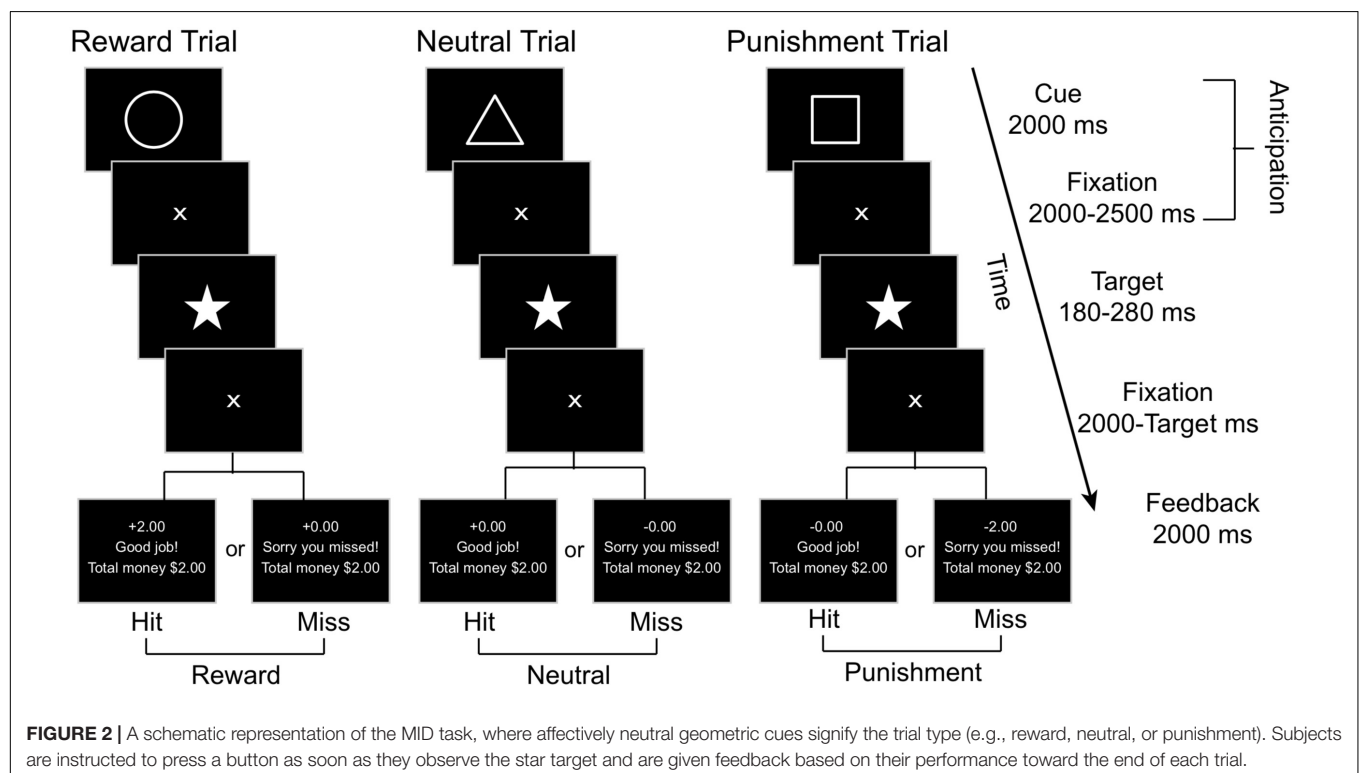 Reward Trial
Neutral Trial
Punishment Trial
Cue
2000 ms
Fixation
2000-2500 ms
Anticipation
x
x
x
Time
Target
180-280 ms
x
x
x
Fixation
2000-Target ms
Feedback
2000 ms
+2.00
Good job!
Total money $2.00
or
+0.00
Sorry you missed!
Total money $2.00
+0.00
Good job!
Total money $2.00
or
-0.00
Sorry you missed!
Total money $2.00
-0.00
Good job!
Total money $2.00
or
-2.00
Sorry you missed!
Total money $2.00
Hit
Miss
Reward
Hit
Miss
Neutral
Hit
Miss
Punishment
FIGURE 2 | A schematic representation of the MID task, where affectively neutral geometric cues signify the trial type (e.g., reward, neutral, or punishment). Subjects
are instructed to press a button as soon as they observe the star target and are given feedback based on their performance toward the end of each trial.